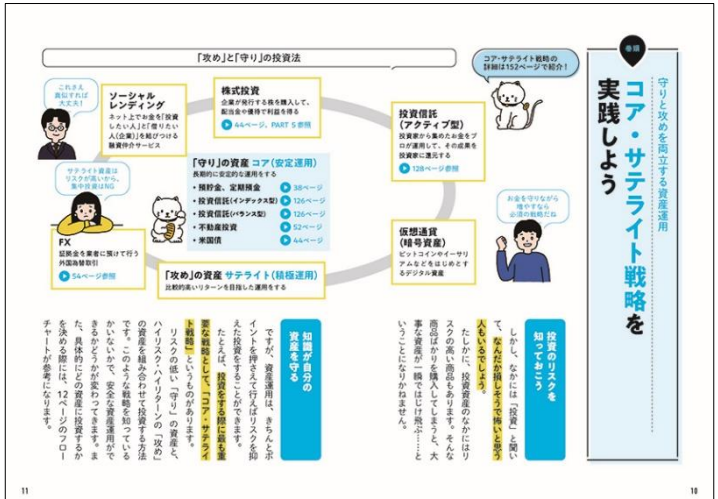 巻頭
守りと攻めを両立する資産運用
コア・サテライト戦略を
実践しよう
「攻め」と「守り」の投資法
コア・サテライト戦略の
詳細は152ページで紹介!
これさえ
真似すれば
大丈夫!
ソーシャル
レンディング
ネット上でお金を「投資
したい人」と「借りたい
人(企業)」を結びつける
融資仲介サービス
株式投資
企業が発行する株を購入して、
配当金や優待で利益を得る
44ページ、PART 5参照
投資信託
(アクティブ型)
投資家から集めたお金をプ
ロが運用して、その成果を
投資家に還元する
128ページ参照
サテライト資産は
リスクが高いから、
集中投資はNG
「守り」の資産 コア(安定運用)
長期的に安定的な運用をする
・預貯金、定期預金 38ページ
・投資信託(インデックス型) 126ページ
・投資信託(バランス型) 126ページ
・不動産投資 52ページ
・米国債 44ページ
お金を守りながら
増やすなら
必須の戦略だね
FX
証拠金を業者に預けて行う
外国為替取引
54ページ参照
仮想通貨
(暗号資産)
ビットコインやイーサリ
アムなどをはじめとす
るデジタル資産
「攻め」の資産 サテライト(積極運用)
比較的高いリターンを目指した運用をする
投資のリスクを
知っておこう
しかし、なかには「投資」と聞い
て、なんだか損しそうで怖いと思う
人もいるでしょう。
たしかに、投資資産のなかにはリ
スクの高い商品もあります。そんな
商品ばかりを購入してしまうと、大
事な資産が一瞬ではじけ飛ぶ……と
いうことになりかねません。
知識が自分の
資産を守る
ですが、資産運用は、きちんとポ
イントを押さえて行えばリスクを抑
えた投資をすることができます。
たとえば、投資をする際に最も重
要な戦略として、「コア・サテライ
ト戦略」というものがあります。
リスクの低い「守り」の資産と、
ハイリスク・ハイリターンの「攻め」
の資産を組み合わせて投資する方法
です。このような戦略を知っている
かいないかで、安全な資産運用がで
きるかどうかが変わってきます。ま
た、具体的にどの資産に投資するか
を決める際には、12ページのフロー
チャートが参考になります。
11
10